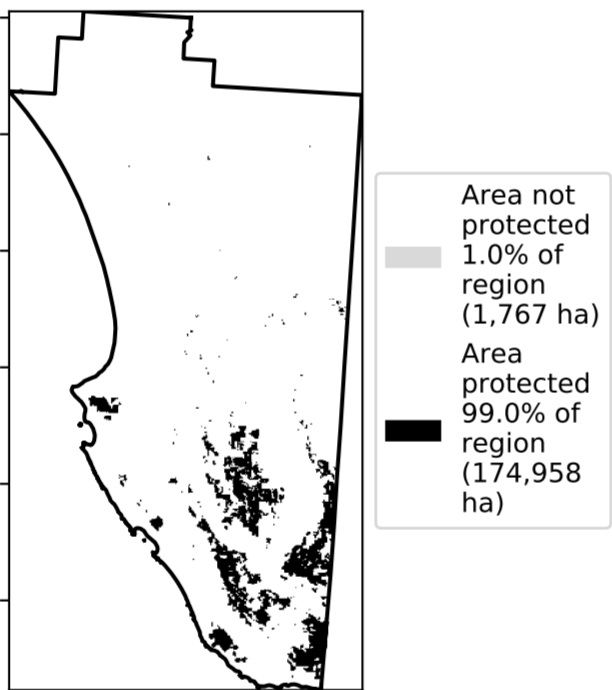 Area not
protected
1.0% of
region
(1,767 ha)
Area
protected
99.0% of
region
(174,958
ha)